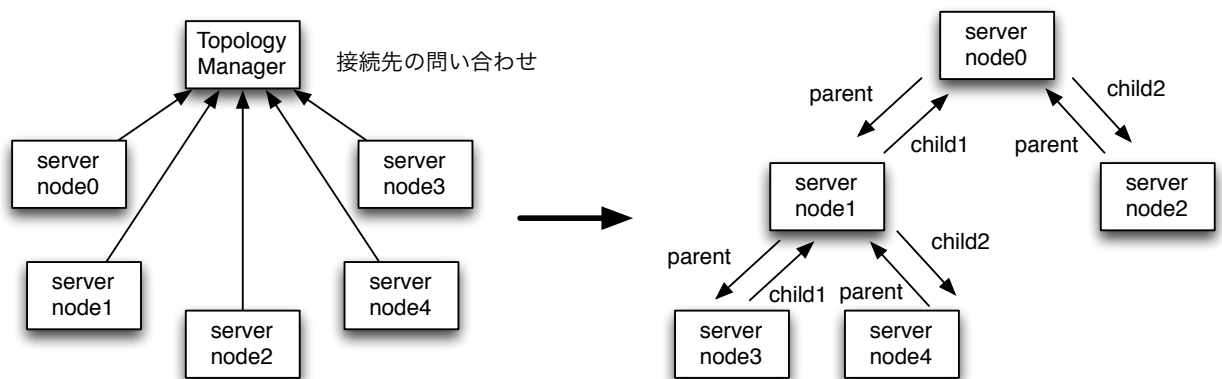 Topology
Manager
接続先の問い合わせ
server
node0
server
node3
server
node1
server
node4
server
node2
server
node0
parent
child2
child1
parent
server
node1
server
node2
parent
child2
child1
parent
server
node3
server
node4